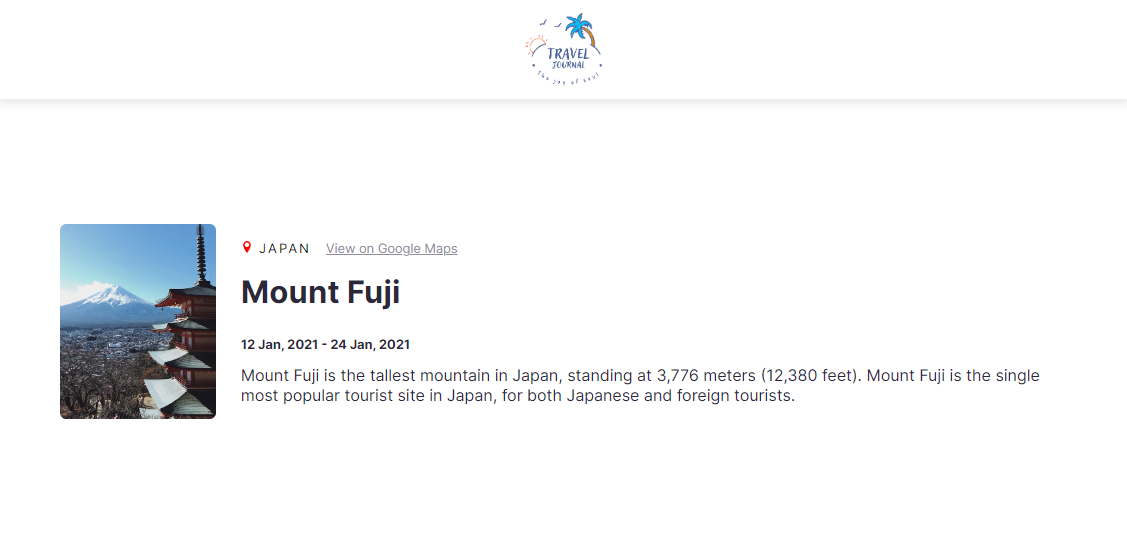 TRAVEL
JOURNAL
The joy of soul
JAPAN View on Google Maps
Mount Fuji
12 Jan, 2021 - 24 Jan, 2021
Mount Fuji is the tallest mountain in Japan, standing at 3,776 meters (12,380 feet). Mount Fuji is the single
most popular tourist site in Japan, for both Japanese and foreign tourists.